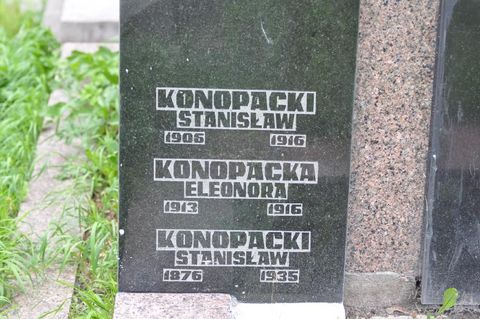 KONOPACKI
STANISŁAW
1906 1916
KONOPACKA
ELEONORA
1913 1916
KONOPACKI
STANISŁAW
1876 1935